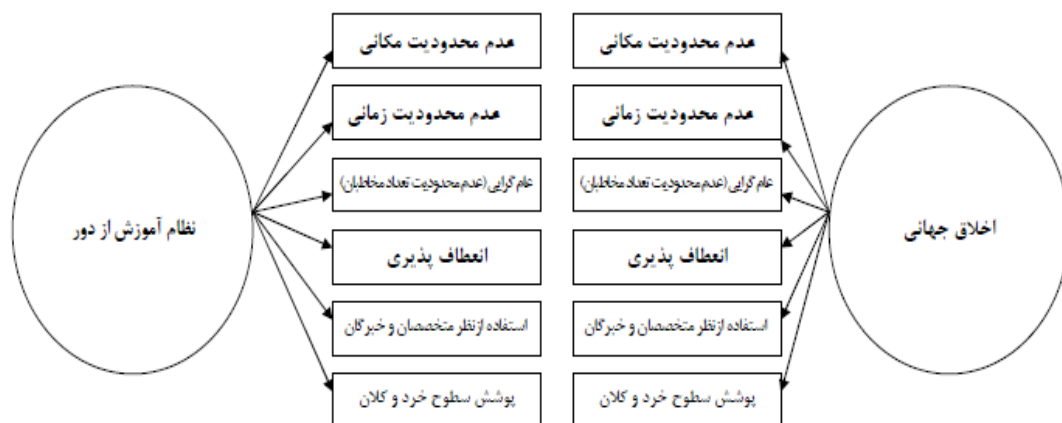 عدم محدودیت مکانی
عدم محدودیت مکانی
عدم محدودیت زمانی
عدم محدودیت زمانی
عام گرایی (عدم محدودیت تعداد مخاطبان)
عام گرایی (عدم محدودیت تعداد مخاطبان)
اخلاق جهانی
نظام آموزش از دور
انعطاف پذیری
انعطاف پذیری
استفاده از نظر متخصصان و خبرگان
استفاده از نظر متخصصان و خبرگان
پوشش سطوح خرد و کلان
پوشش سطوح خرد و کلان